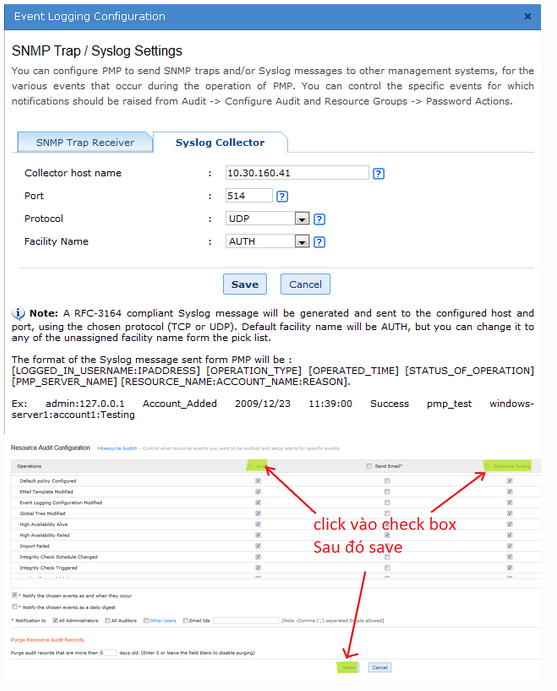 Event Logging Configuration
SNMP Trap / Syslog Settings
You can configure PMP to send SNMP traps and/or Syslog messages to other management systems, for the
various events that occur during the operation of PMP. You can control the specific events for which
notifications should be raised from Audit -> Configure Audit and Resource Groups -> Password Actions.
SNMP Trap Receiver Syslog Collector
Collector host name : 10.30.160.41 ?
Port : 514 ?
Protocol : UDP ?
Facility Name : AUTH ?
Save Cancel
Note: A RFC-3164 compliant Syslog message will be generated and sent to the configured host and
port, using the chosen protocol (TCP or UDP). Default facility name will be AUTH, but you can change it to
any of the unassigned facility name form the pick list.
The format of the Syslog message sent form PMP will be :
[LOGGED_IN_USERNAME:IPADDRESS] [OPERATION_TYPE] [OPERATED_TIME] [STATUS_OF_OPERATION]
[PMP_SERVER_NAME] [RESOURCE_NAME:ACCOUNT_NAME:REASON].
Ex: admin:127.0.0.1 Account_Added 2009/12/23 11:39:00 Success pmp_test windows-
server1:account1:Testing
Resource Audit Configuration <Resource Audit> - Control what resource events you want to be audited and setup alerts for specific events
Operations Audit Send Email* Generate Syslog
Default policy Configured
EMail Template Modified
Event Logging Configuration Modified
Global Tree Modified
High Availability Alive
High Availability Failed
Import Failed
Integrity Check Schedule Changed
Integrity Check Triggered
click vào check box
Sau đó save
* Notify the chosen events as and when they occur
* Notify the chosen events as a daily digest
* Notification to All Administrators All Auditors Other Users Email Ids [Note :Comma (',') seperated Emails allowed]
Purge Resource Audit Records
Purge audit records that are more than 0 days old. (Enter 0 or leave the field blank to disable purging)
Save Cancel